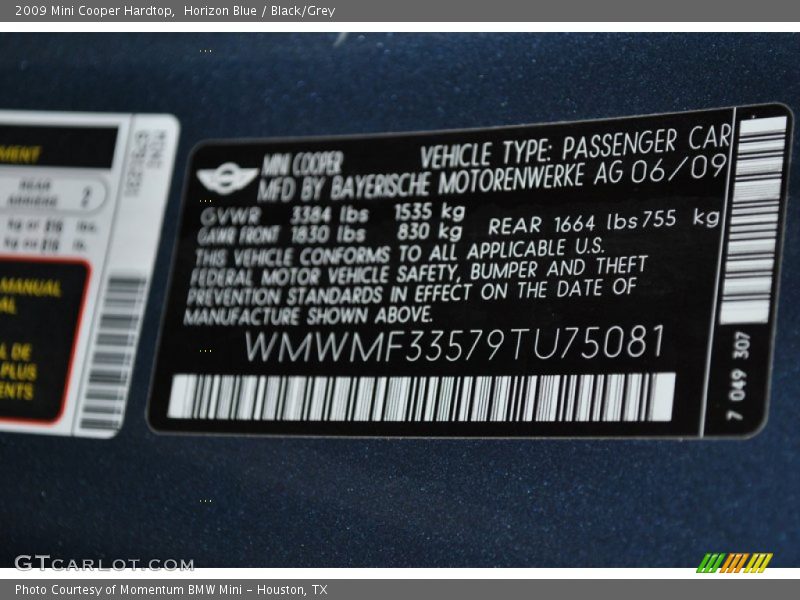 2009 Mini Cooper Hardtop,  Horizon Blue / Black/Grey
MENT
REAR
2
MANUAL
AL
L DE
PLUS
ENTS
MINI COOPER VEHICLE TYPE: PASSENGER CAR
MFD BY BAYERISCHE MOTORENWERKE AG 06/09
GVWR 3384 lbs 1535 kg
GAWR FRONT 1830 lbs 830 kg REAR 1664 lbs 755 kg
THIS VEHICLE CONFORMS TO ALL APPLICABLE U.S.
FEDERAL MOTOR VEHICLE SAFETY, BUMPER AND THEFT
PREVENTION STANDARDS IN EFFECT ON THE DATE OF
MANUFACTURE SHOWN ABOVE.
WMWMF33579TU75081
7 049 307
GTCARLOT.COM
Photo Courtesy of Momentum BMW Mini - Houston, TX